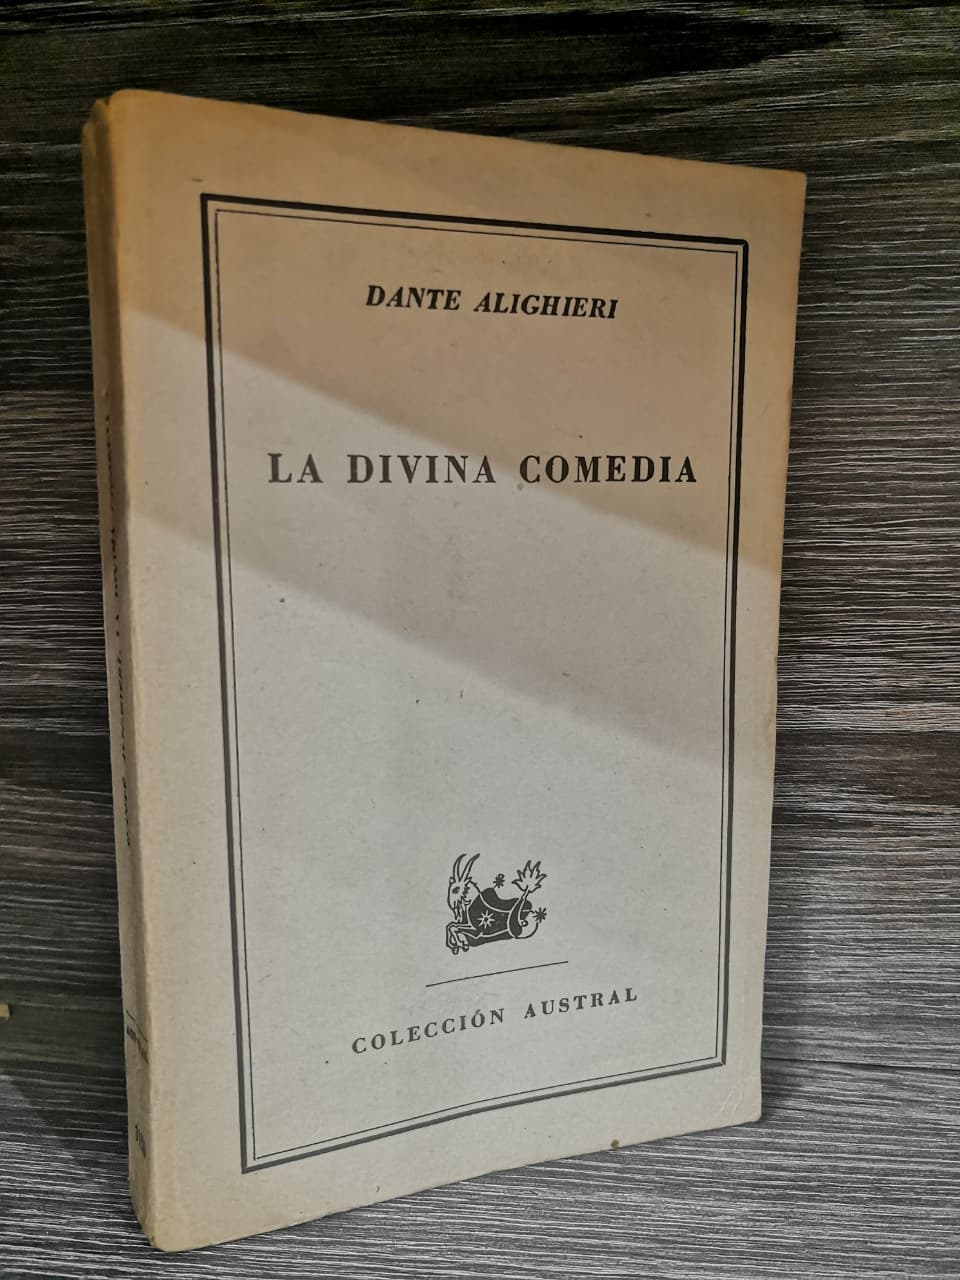 DANTE ALIGHIERI
LA DIVINA COMEDIA
COLECCIÓN AUSTRAL